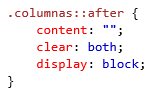 .columnas::after {
    content: "";
    clear: both;
    display: block;
}